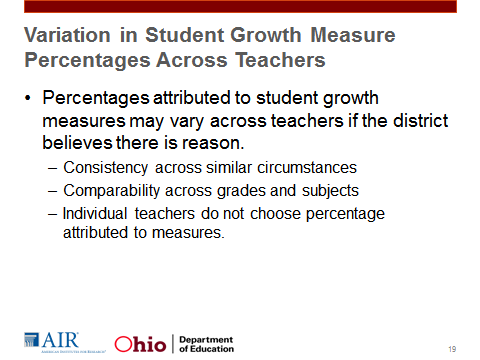 Variation in Student Growth Measure
Percentages Across Teachers
• Percentages attributed to student growth
measures may vary across teachers if the district
believes there is reason.
– Consistency across similar circumstances
– Comparability across grades and subjects
– Individual teachers do not choose percentage
attributed to measures.
AIR
AMERICAN INSTITUTES FOR RESEARCH
Ohio
Department
of Education
19